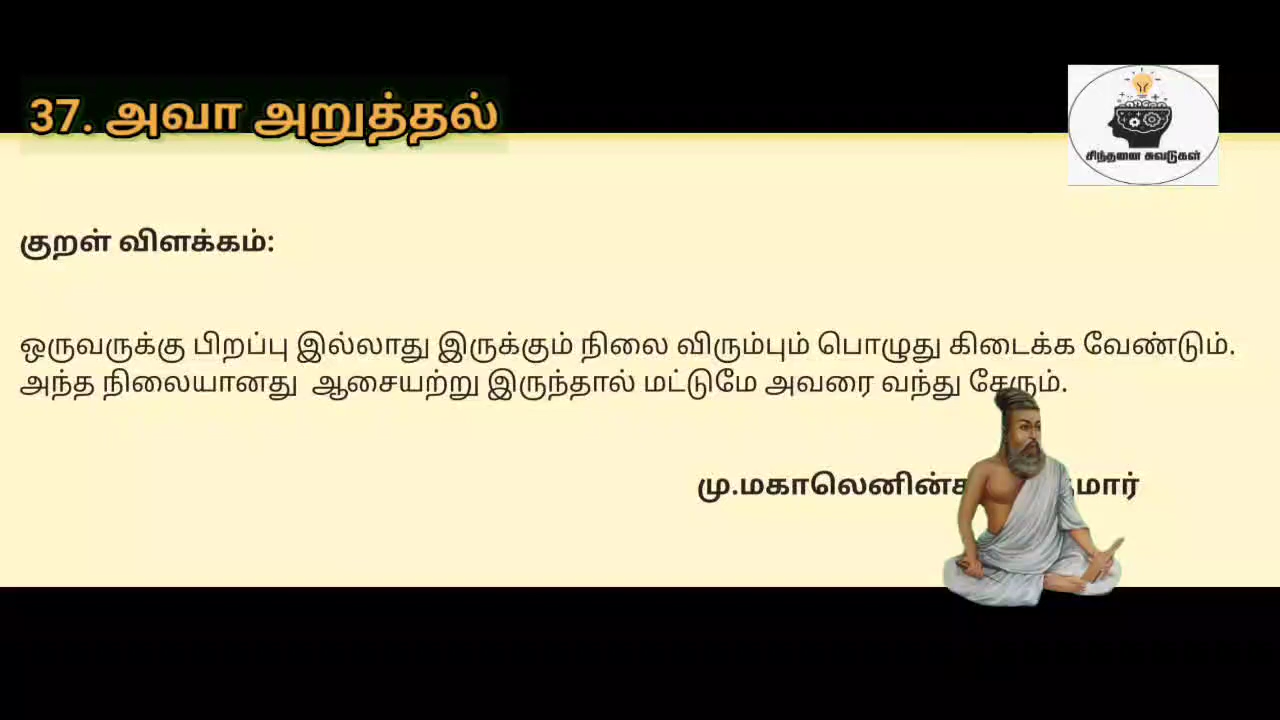 37. அவா அறுத்தல்
சிந்தனை சுவடுகள்
குறள் விளக்கம்:
ஒருவருக்கு பிறப்பு இல்லாது இருக்கும் நிலை விரும்பும் பொழுது கிடைக்க வேண்டும்.
அந்த நிலையானது ஆசையற்று இருந்தால் மட்டுமே அவரை வந்து சேரும்.